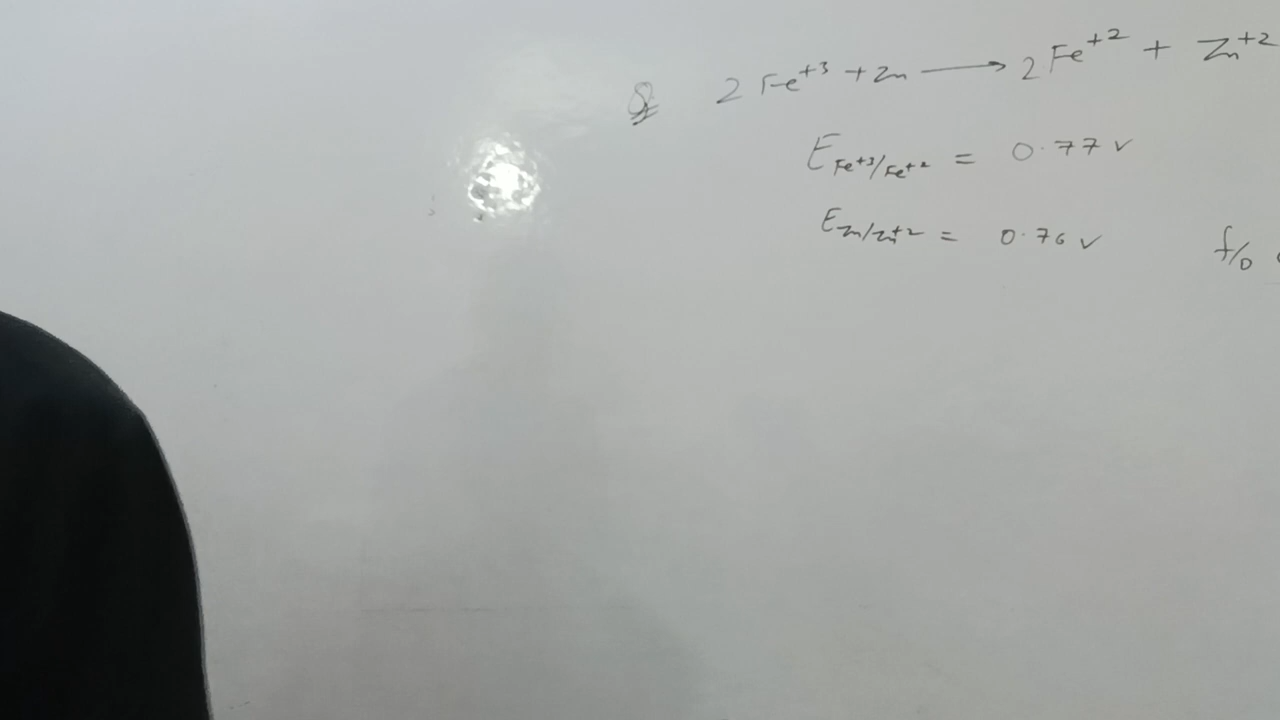 Q 2 Fe⁺³ + Zn ⟶ 2 Fe⁺² + Zn⁺²
E Fe⁺³/Fe⁺² = 0.77 v
E Zn/Zn⁺² = 0.76 v f/o